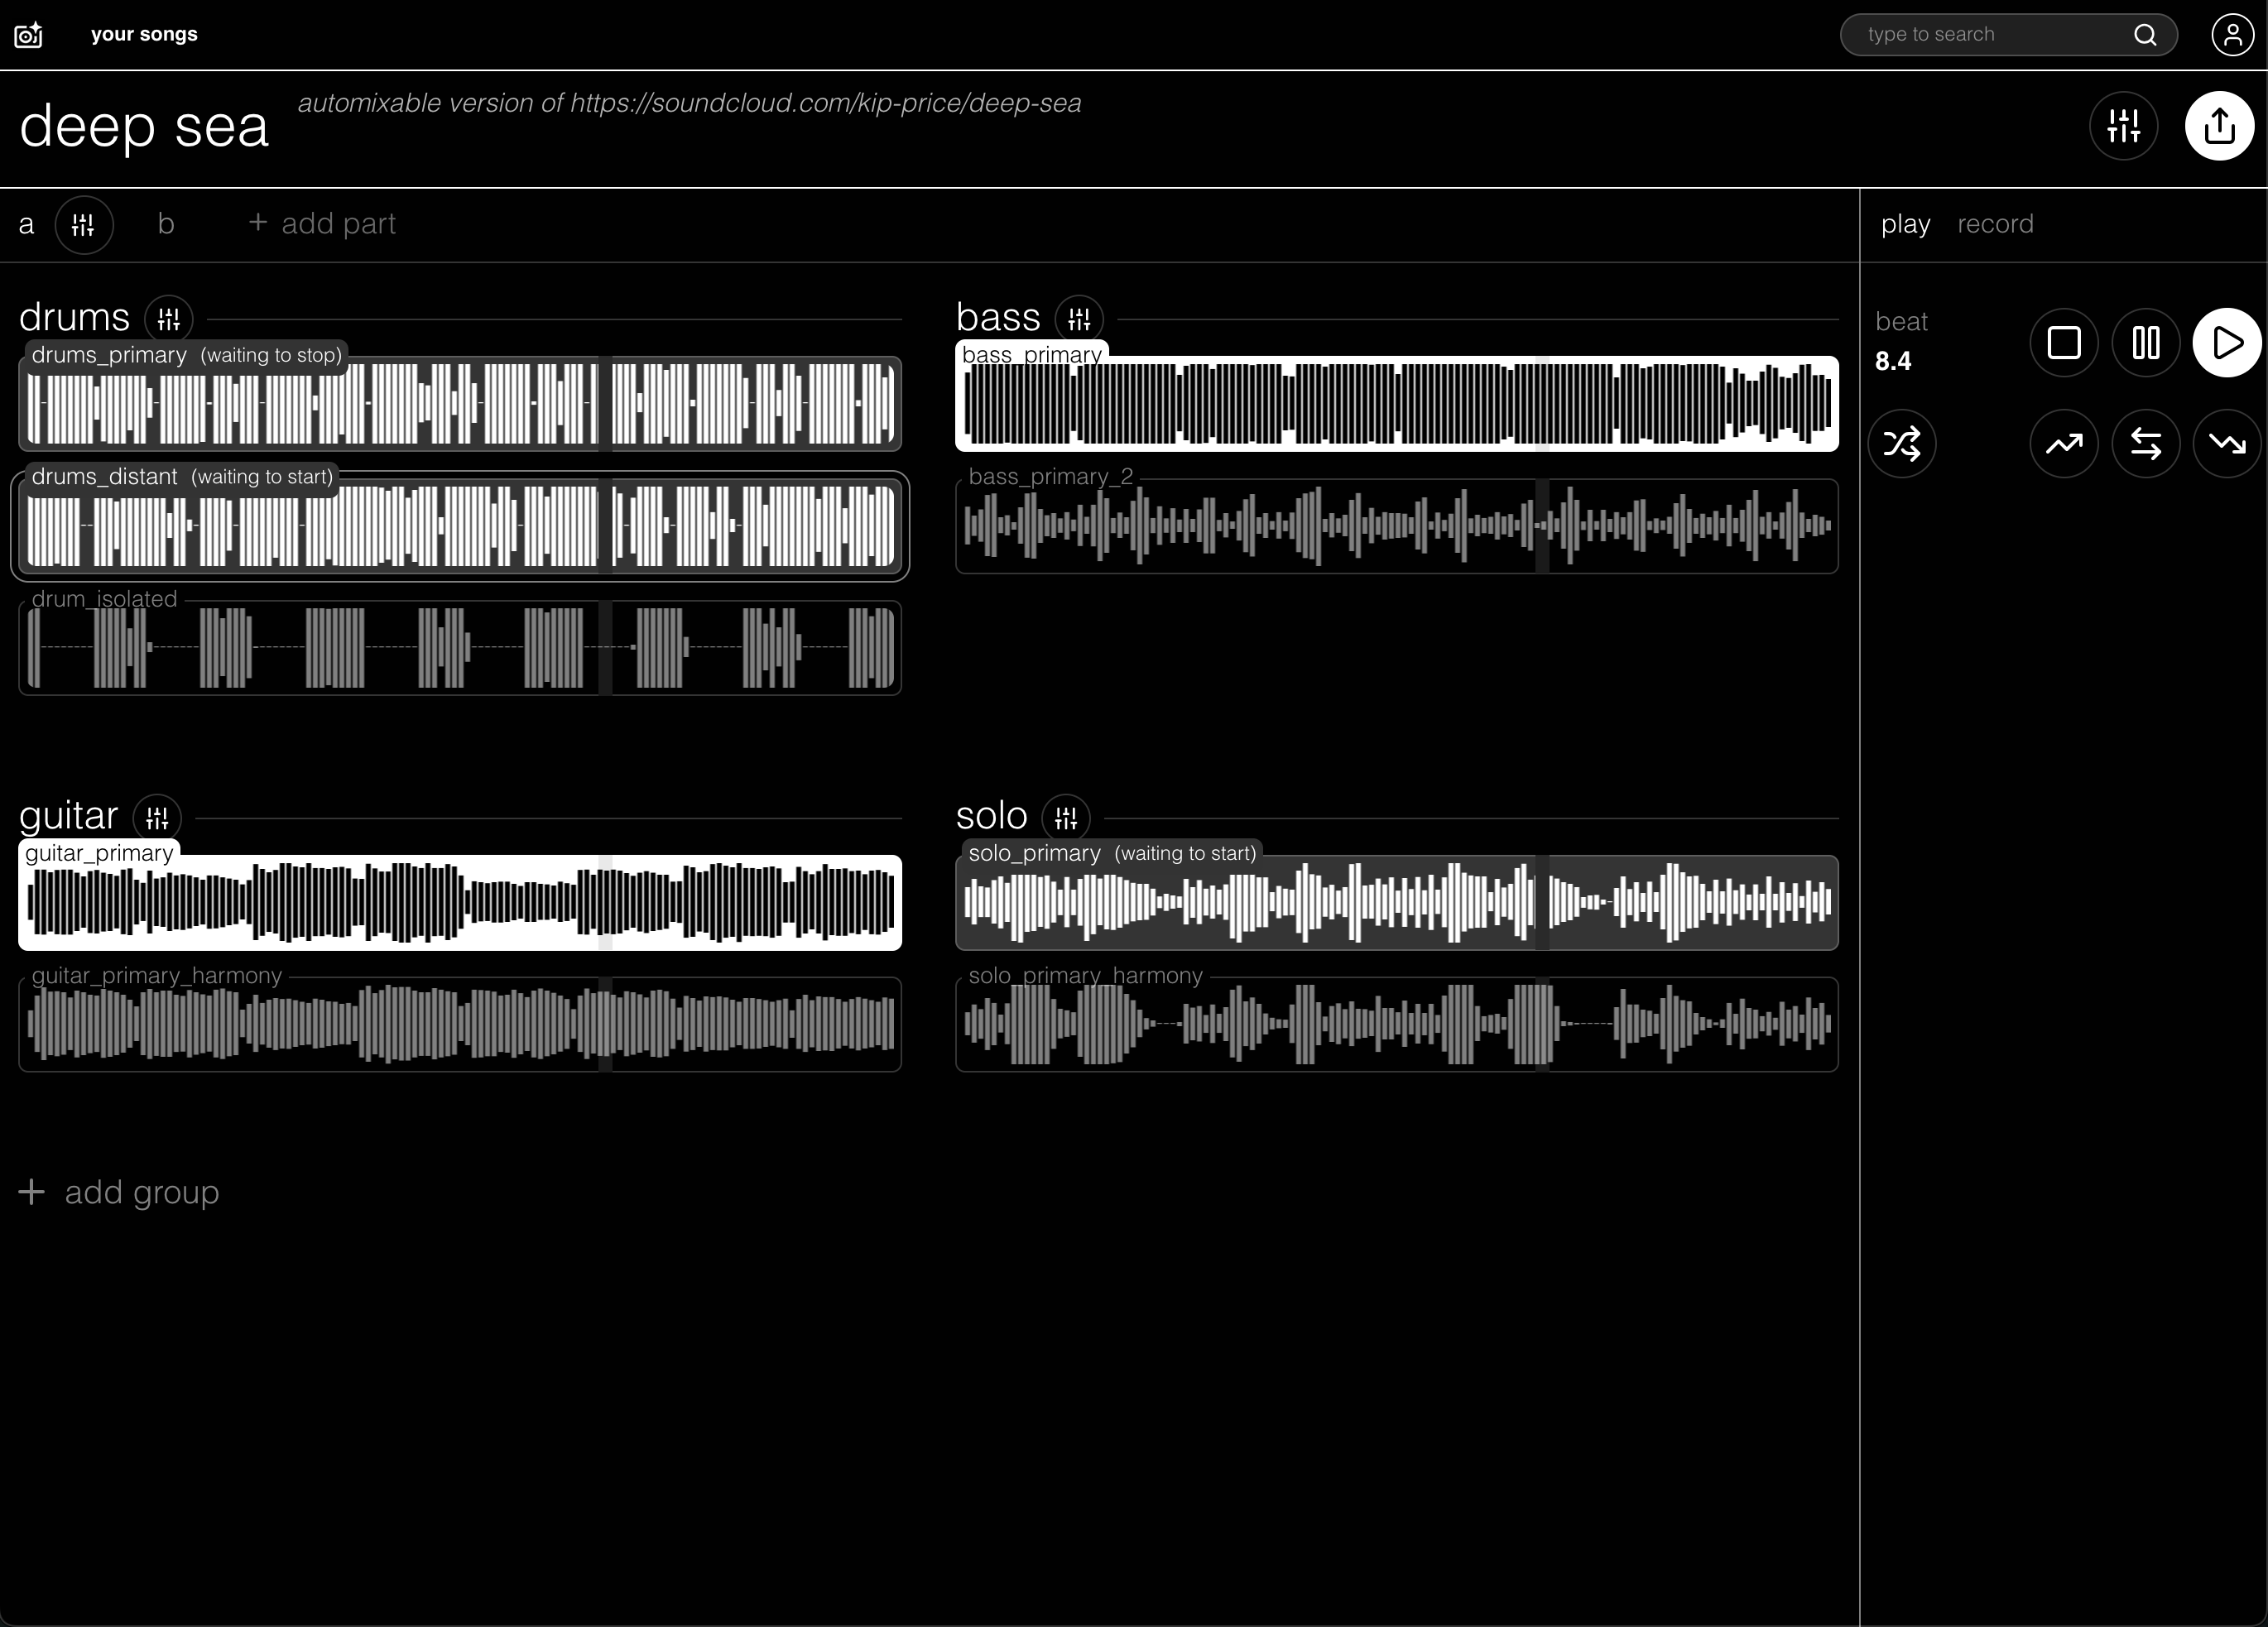 your songs
type to search
deep sea
automixable version of https://soundcloud.com/kip-price/deep-sea
a
b
+ add part
play
record
drums
drums_primary (waiting to stop)
drums_distant (waiting to start)
drum_isolated
bass
bass_primary
bass_primary_2
guitar
guitar_primary
guitar_primary_harmony
solo
solo_primary (waiting to start)
solo_primary_harmony
+ add group
beat
8.4